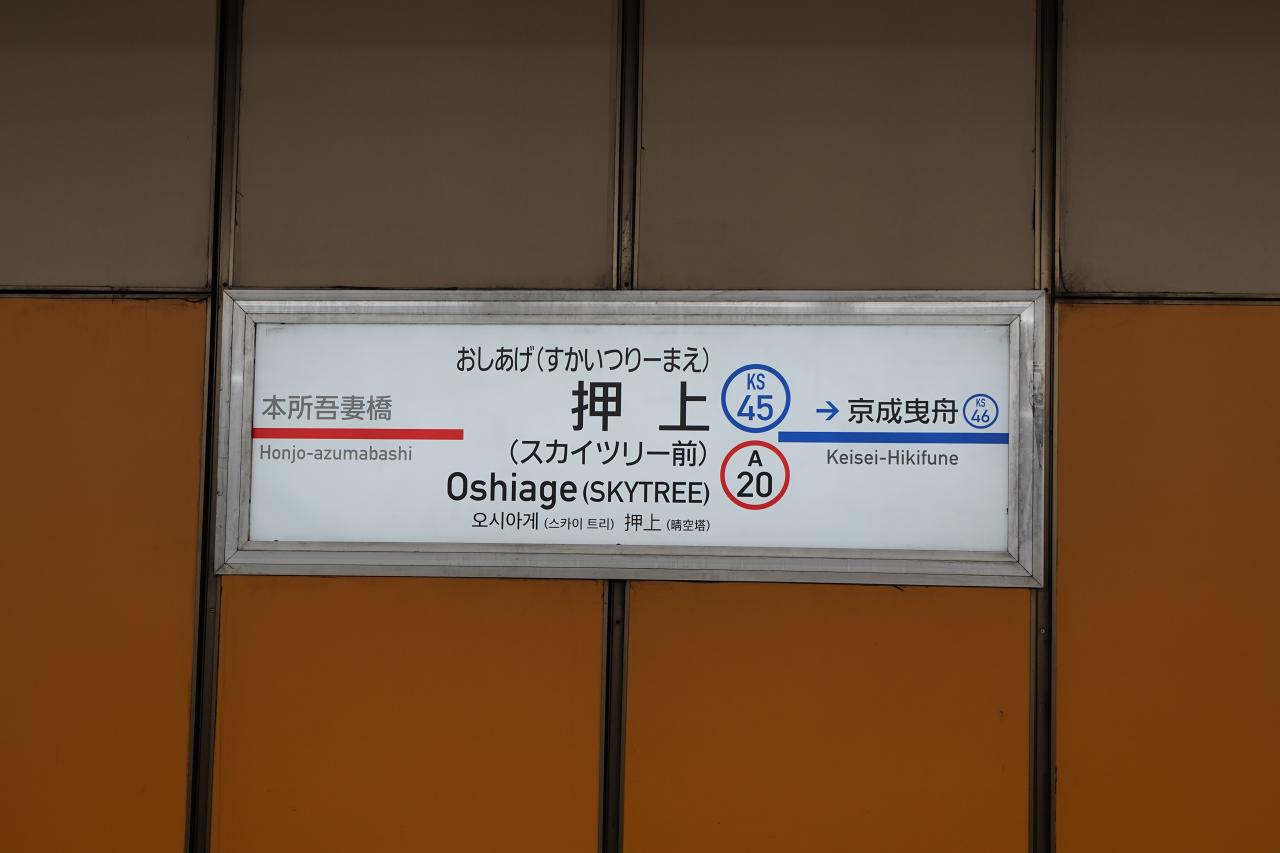 本所吾妻橋
Honjo-azumabashi
おしあげ(すかいつりーまえ)
押 上
(スカイツリー前)
Oshiage (SKYTREE)
오시아게 (스카이 트리) 押上 (晴空塔)
KS
45
A
20
→ 京成曳舟
KS
46
Keisei-Hikifune